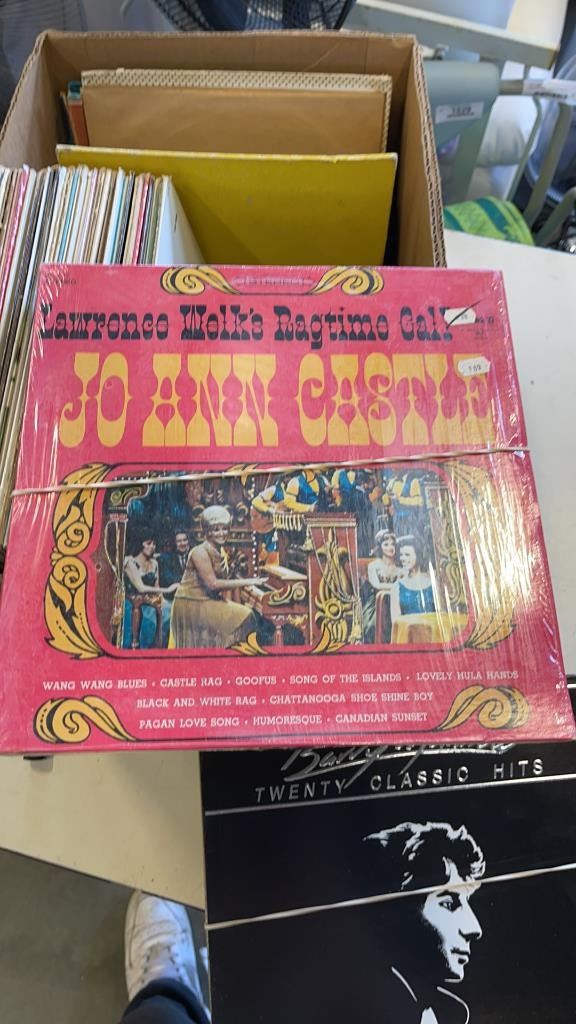 Lawrence Welk's Ragtime Gal!
JO ANN CASTLE
WANG WANG BLUES • CASTLE RAG • GOOFUS • SONG OF THE ISLANDS • LOVELY HULA HANDS
BLACK AND WHITE RAG • CHATTANOOGA SHOE SHINE BOY
PAGAN LOVE SONG • HUMORESQUE • CANADIAN SUNSET
TWENTY CLASSIC HITS